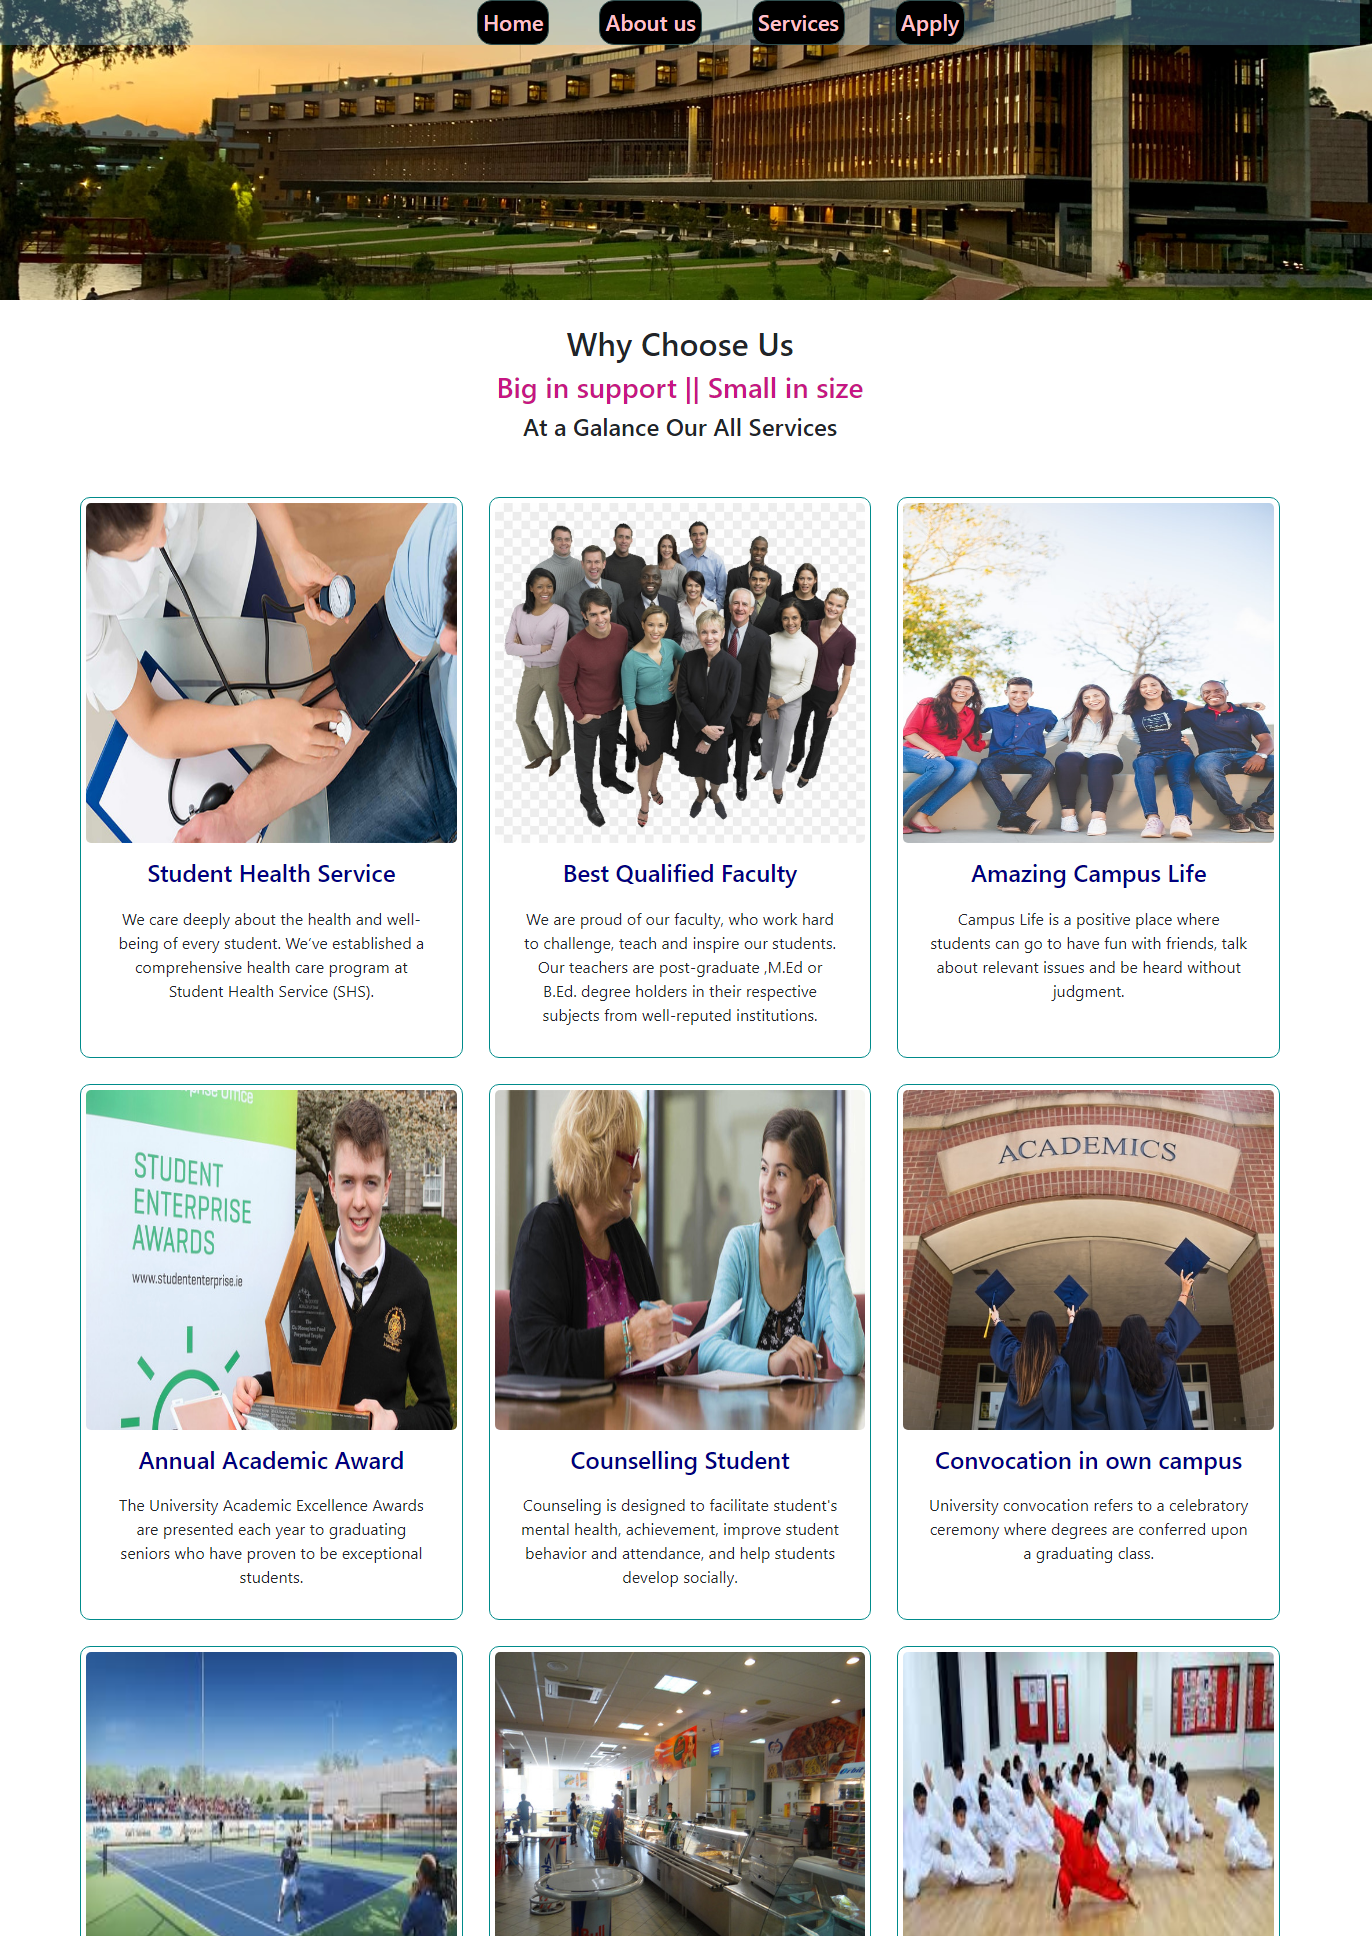 Home
About us
Services
Apply
Why Choose Us
Big in support || Small in size
At a Galance Our All Services
Student Health Service
We care deeply about the health and well-
being of every student. We've established a
comprehensive health care program at
Student Health Service (SHS).
Best Qualified Faculty
We are proud of our faculty, who work hard
to challenge, teach and inspire our students.
Our teachers are post-graduate ,M.Ed or
B.Ed. degree holders in their respective
subjects from well-reputed institutions.
Amazing Campus Life
Campus Life is a positive place where
students can go to have fun with friends, talk
about relevant issues and be heard without
judgment.
STUDENT
ENTERPRISE
AWARDS
www.studententerprise.ie
Annual Academic Award
The University Academic Excellence Awards
are presented each year to graduating
seniors who have proven to be exceptional
students.
Counselling Student
Counseling is designed to facilitate student's
mental health, achievement, improve student
behavior and attendance, and help students
develop socially.
ACADEMICS
Convocation in own campus
University convocation refers to a celebratory
ceremony where degrees are conferred upon
a graduating class.